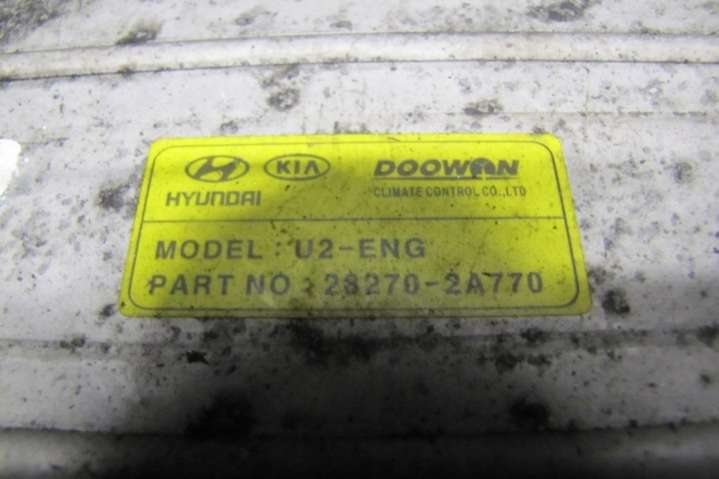 HYUNDAI KIA DOOWON
CLIMATE CONTROL CO.,LTD
MODEL : U2-ENG
PART NO : 28270-2A770